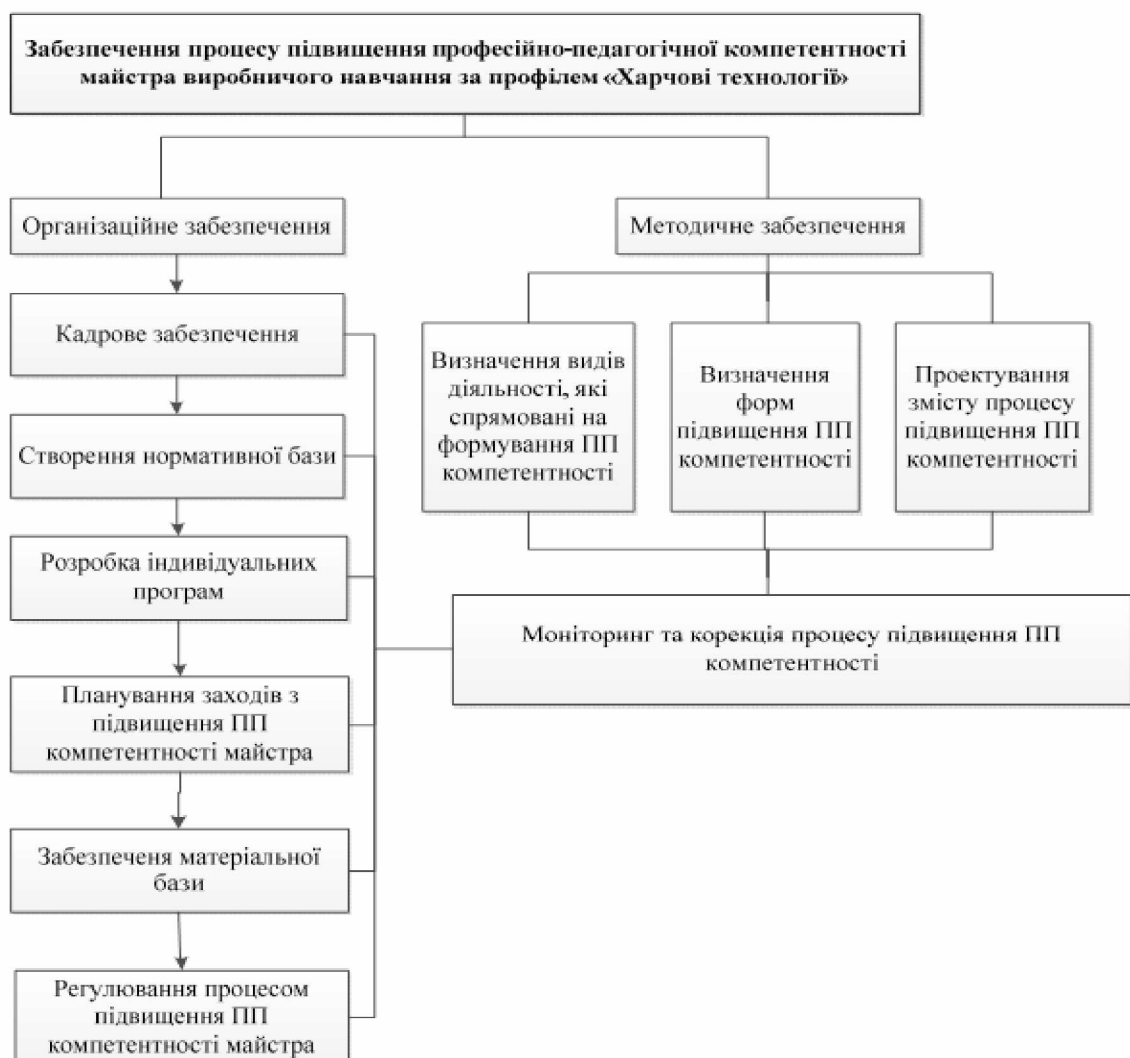 Забезпечення процесу підвищення професійно-педагогічної компетентності
майстра виробничого навчання за профілем «Харчові технології»
Організаційне забезпечення
Кадрове забезпечення
Створення нормативної бази
Розробка індивідуальних
програм
Планування заходів з
підвищення ПП
компетентності майстра
Забезпеченя матеріальної
бази
Регулювання процесом
підвищення ПП
компетентності майстра
Методичне забезпечення
Визначення видів
діяльності, які
спрямовані на
формування ПП
компетентності
Визначення
форм
підвищення ПП
компетентності
Проектування
змісту процесу
підвищення ПП
компетентності
Моніторинг та корекція процесу підвищення ПП
компетентності